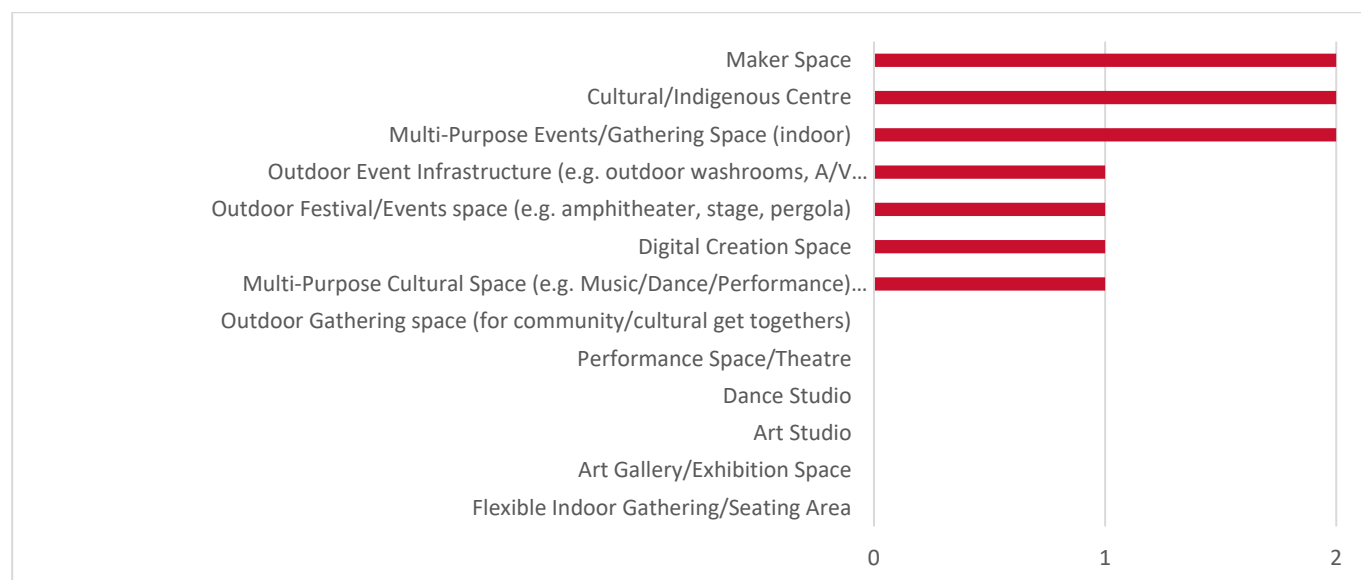 Maker Space
Cultural/Indigenous Centre
Multi-Purpose Events/Gathering Space (indoor)
Outdoor Event Infrastructure (e.g. outdoor washrooms, A/V...
Outdoor Festival/Events space (e.g. amphitheater, stage, pergola)
Digital Creation Space
Multi-Purpose Cultural Space (e.g. Music/Dance/Performance)...
Outdoor Gathering space (for community/cultural get togethers)
Performance Space/Theatre
Dance Studio
Art Studio
Art Gallery/Exhibition Space
Flexible Indoor Gathering/Seating Area
0 1 2